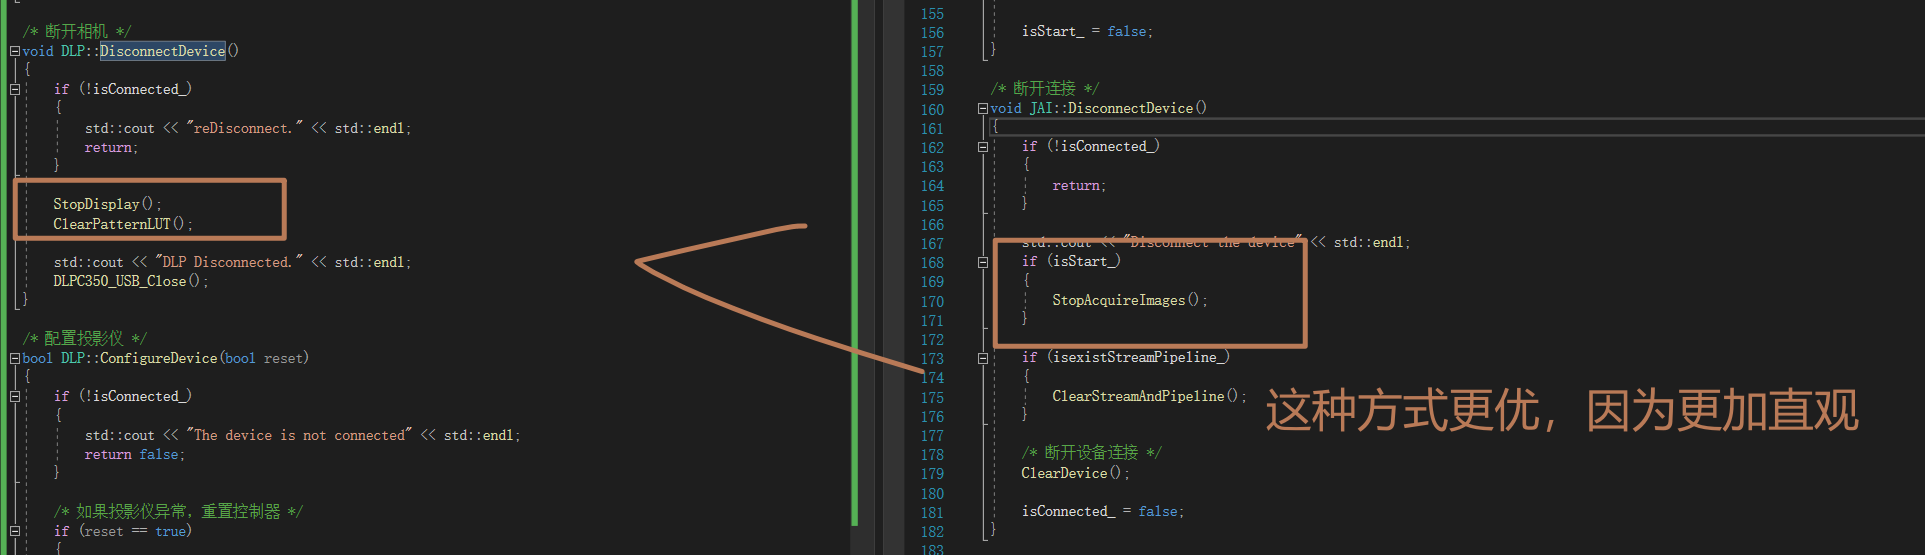 /* 断开相机 */
void DLP::DisconnectDevice()
{
if (!isConnected_)
{
std::cout << "reDisconnect." << std::endl;
return;
}
StopDisplay();
ClearPatternLUT();
std::cout << "DLP Disconnected." << std::endl;
DLPC350_USB_Close();
}
/* 配置投影仪 */
bool DLP::ConfigureDevice(bool reset)
{
if (!isConnected_)
{
std::cout << "The device is not connected" << std::endl;
return false;
}
/* 如果投影仪异常，重置控制器 */
if (reset == true)
{
155
156 isStart_ = false;
157 }
158
159 /* 断开连接 */
160 void JAI::DisconnectDevice()
161 {
162 if (!isConnected_)
163 {
164 return;
165 }
166
167 std::cout << "Disconnect the device" << std::endl;
168 if (isStart_)
169 {
170 StopAcquireImages();
171 }
172
173 if (isexistStreamPipeline_)
174 {
175 ClearStreamAndPipeline();
176 }
177
178 /* 断开设备连接 */
179 ClearDevice();
180
181 isConnected_ = false;
182 }
183
这种方式更优，因为更加直观